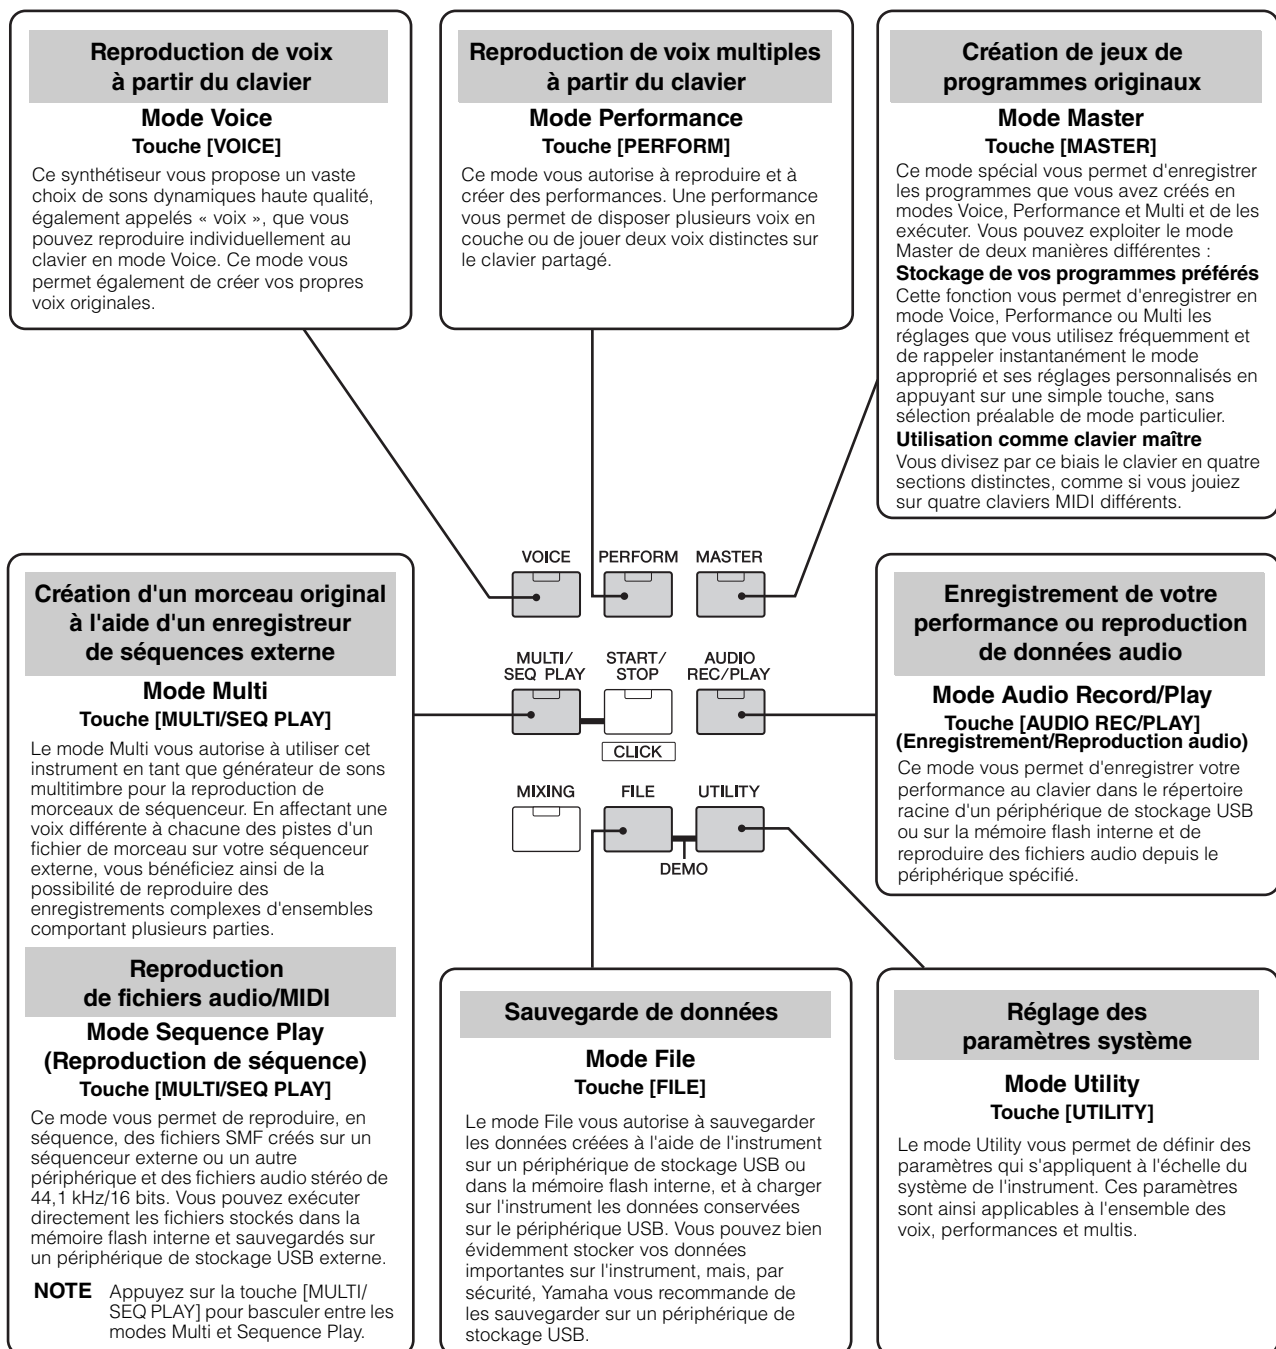 Reproduction de voix
à partir du clavier
Mode Voice
Touche [VOICE]
Ce synthétiseur vous propose un vaste
choix de sons dynamiques haute qualité,
également appelés « voix », que vous
pouvez reproduire individuellement au
clavier en mode Voice. Ce mode vous
permet également de créer vos propres
voix originales.
Reproduction de voix multiples
à partir du clavier
Mode Performance
Touche [PERFORM]
Ce mode vous autorise à reproduire et à
créer des performances. Une performance
vous permet de disposer plusieurs voix en
couche ou de jouer deux voix distinctes sur
le clavier partagé.
Création de jeux de
programmes originaux
Mode Master
Touche [MASTER]
Ce mode spécial vous permet d'enregistrer
les programmes que vous avez créés en
modes Voice, Performance et Multi et de les
exécuter. Vous pouvez exploiter le mode
Master de deux manières différentes :
Stockage de vos programmes préférés
Cette fonction vous permet d'enregistrer en
mode Voice, Performance ou Multi les
réglages que vous utilisez fréquemment et
de rappeler instantanément le mode
approprié et ses réglages personnalisés en
appuyant sur une simple touche, sans
sélection préalable de mode particulier.
Utilisation comme clavier maître
Vous divisez par ce biais le clavier en quatre
sections distinctes, comme si vous jouiez
sur quatre claviers MIDI différents.
VOICE PERFORM MASTER
MULTI/
SEQ PLAY
START/
STOP
AUDIO
REC/PLAY
CLICK
MIXING FILE UTILITY
DEMO
Création d'un morceau original
à l'aide d'un enregistreur
de séquences externe
Mode Multi
Touche [MULTI/SEQ PLAY]
Le mode Multi vous autorise à utiliser cet
instrument en tant que générateur de sons
multitimbre pour la reproduction de
morceaux de séquenceur. En affectant une
voix différente à chacune des pistes d'un
fichier de morceau sur votre séquenceur
externe, vous bénéficiez ainsi de la
possibilité de reproduire des
enregistrements complexes d'ensembles
comportant plusieurs parties.
Reproduction
de fichiers audio/MIDI
Mode Sequence Play
(Reproduction de séquence)
Touche [MULTI/SEQ PLAY]
Ce mode vous permet de reproduire, en
séquence, des fichiers SMF créés sur un
séquenceur externe ou un autre
périphérique et des fichiers audio stéréo de
44,1 kHz/16 bits. Vous pouvez exécuter
directement les fichiers stockés dans la
mémoire flash interne et sauvegardés sur
un périphérique de stockage USB externe.
NOTE Appuyez sur la touche [MULTI/
SEQ PLAY] pour basculer entre les
modes Multi et Sequence Play.
Enregistrement de votre
performance ou reproduction
de données audio
Mode Audio Record/Play
Touche [AUDIO REC/PLAY]
(Enregistrement/Reproduction audio)
Ce mode vous permet d'enregistrer votre
performance au clavier dans le répertoire
racine d'un périphérique de stockage USB
ou sur la mémoire flash interne et de
reproduire des fichiers audio depuis le
périphérique spécifié.
Sauvegarde de données
Mode File
Touche [FILE]
Le mode File vous autorise à sauvegarder
les données créées à l'aide de l'instrument
sur un périphérique de stockage USB ou
dans la mémoire flash interne, et à charger
sur l'instrument les données conservées
sur le périphérique USB. Vous pouvez bien
évidemment stocker vos données
importantes sur l'instrument, mais, par
sécurité, Yamaha vous recommande de
les sauvegarder sur un périphérique de
stockage USB.
Réglage des
paramètres système
Mode Utility
Touche [UTILITY]
Le mode Utility vous permet de définir des
paramètres qui s'appliquent à l'échelle du
système de l'instrument. Ces paramètres
sont ainsi applicables à l'ensemble des
voix, performances et multis.